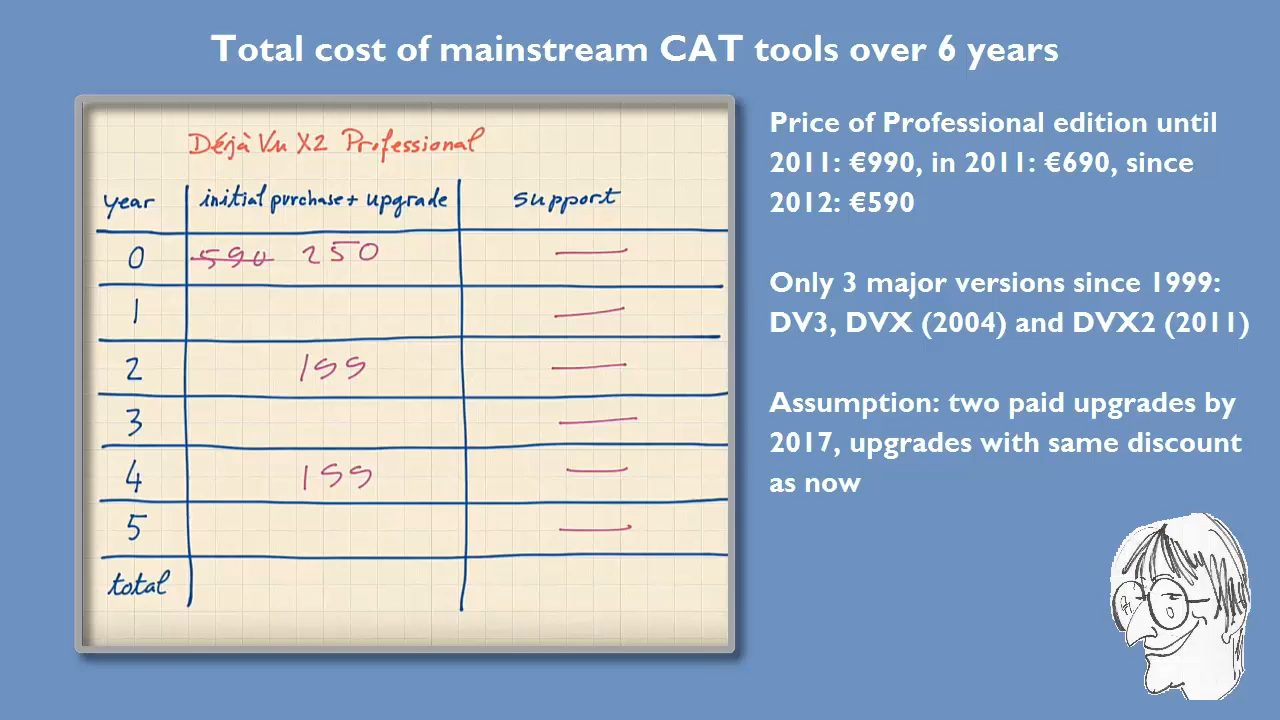 Total cost of mainstream CAT tools over 6 years
Déjà Vu X2 Professional
year initial purchase + upgrade support
0 590 250 —
1 —
2 199 —
3 —
4 199 —
5 —
total
Price of Professional edition until
2011: €990, in 2011: €690, since
2012: €590
Only 3 major versions since 1999:
DV3, DVX (2004) and DVX2 (2011)
Assumption: two paid upgrades by
2017, upgrades with same discount
as now